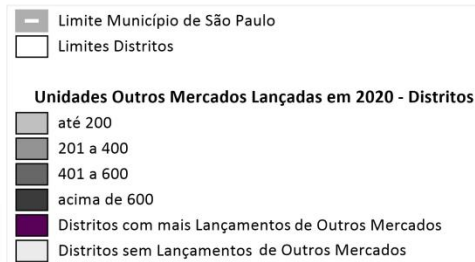 Limite Município de São Paulo
Limites Distritos
Unidades Outros Mercados Lançadas em 2020 - Distritos
até 200
201 a 400
401 a 600
acima de 600
Distritos com mais Lançamentos de Outros Mercados
Distritos sem Lançamentos de Outros Mercados